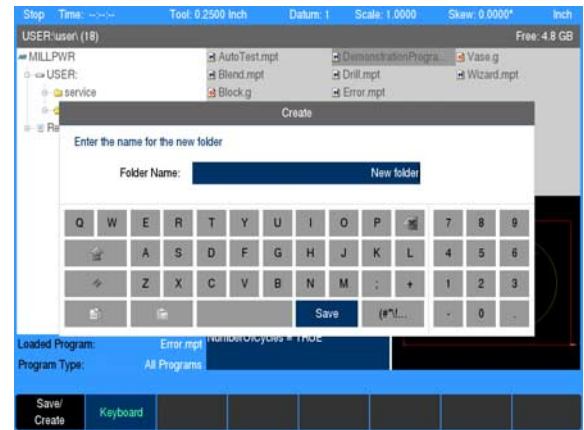 Stop Time: --:--:-- Tool: 0.2500 Inch Datum: 1 Scale: 1.0000 Skew: 0.0000° Inch
USER:\user\ (18) Free: 4.8 GB
MILLPWR AutoTest.mpt DemonstrationProgra... Vase.g
USER: Blend.mpt Drill.mpt Wizard.mpt
service Block.g Error.mpt
Re
Create
Enter the name for the new folder
Folder Name: New folder
Q W E R T Y U I O P 7 8 9
A S D F G H J K L 4 5 6
Z X C V B N M ; + 1 2 3
Save (#^\!... - 0 .
Loaded Program: Error.mpt NumberOfCycles = TRUE
Program Type: All Programs
Save/
Create
Keyboard